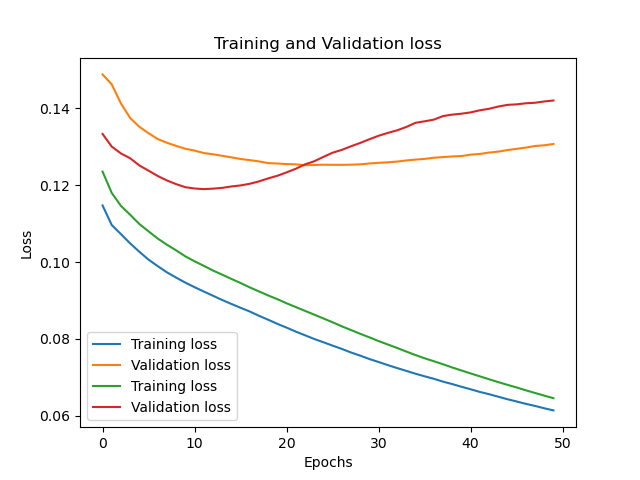 Training and Validation loss
0.14
0.12
0.10
0.08
0.06
Loss
Training loss
Validation loss
Training loss
Validation loss
0
10
20
30
40
50
Epochs